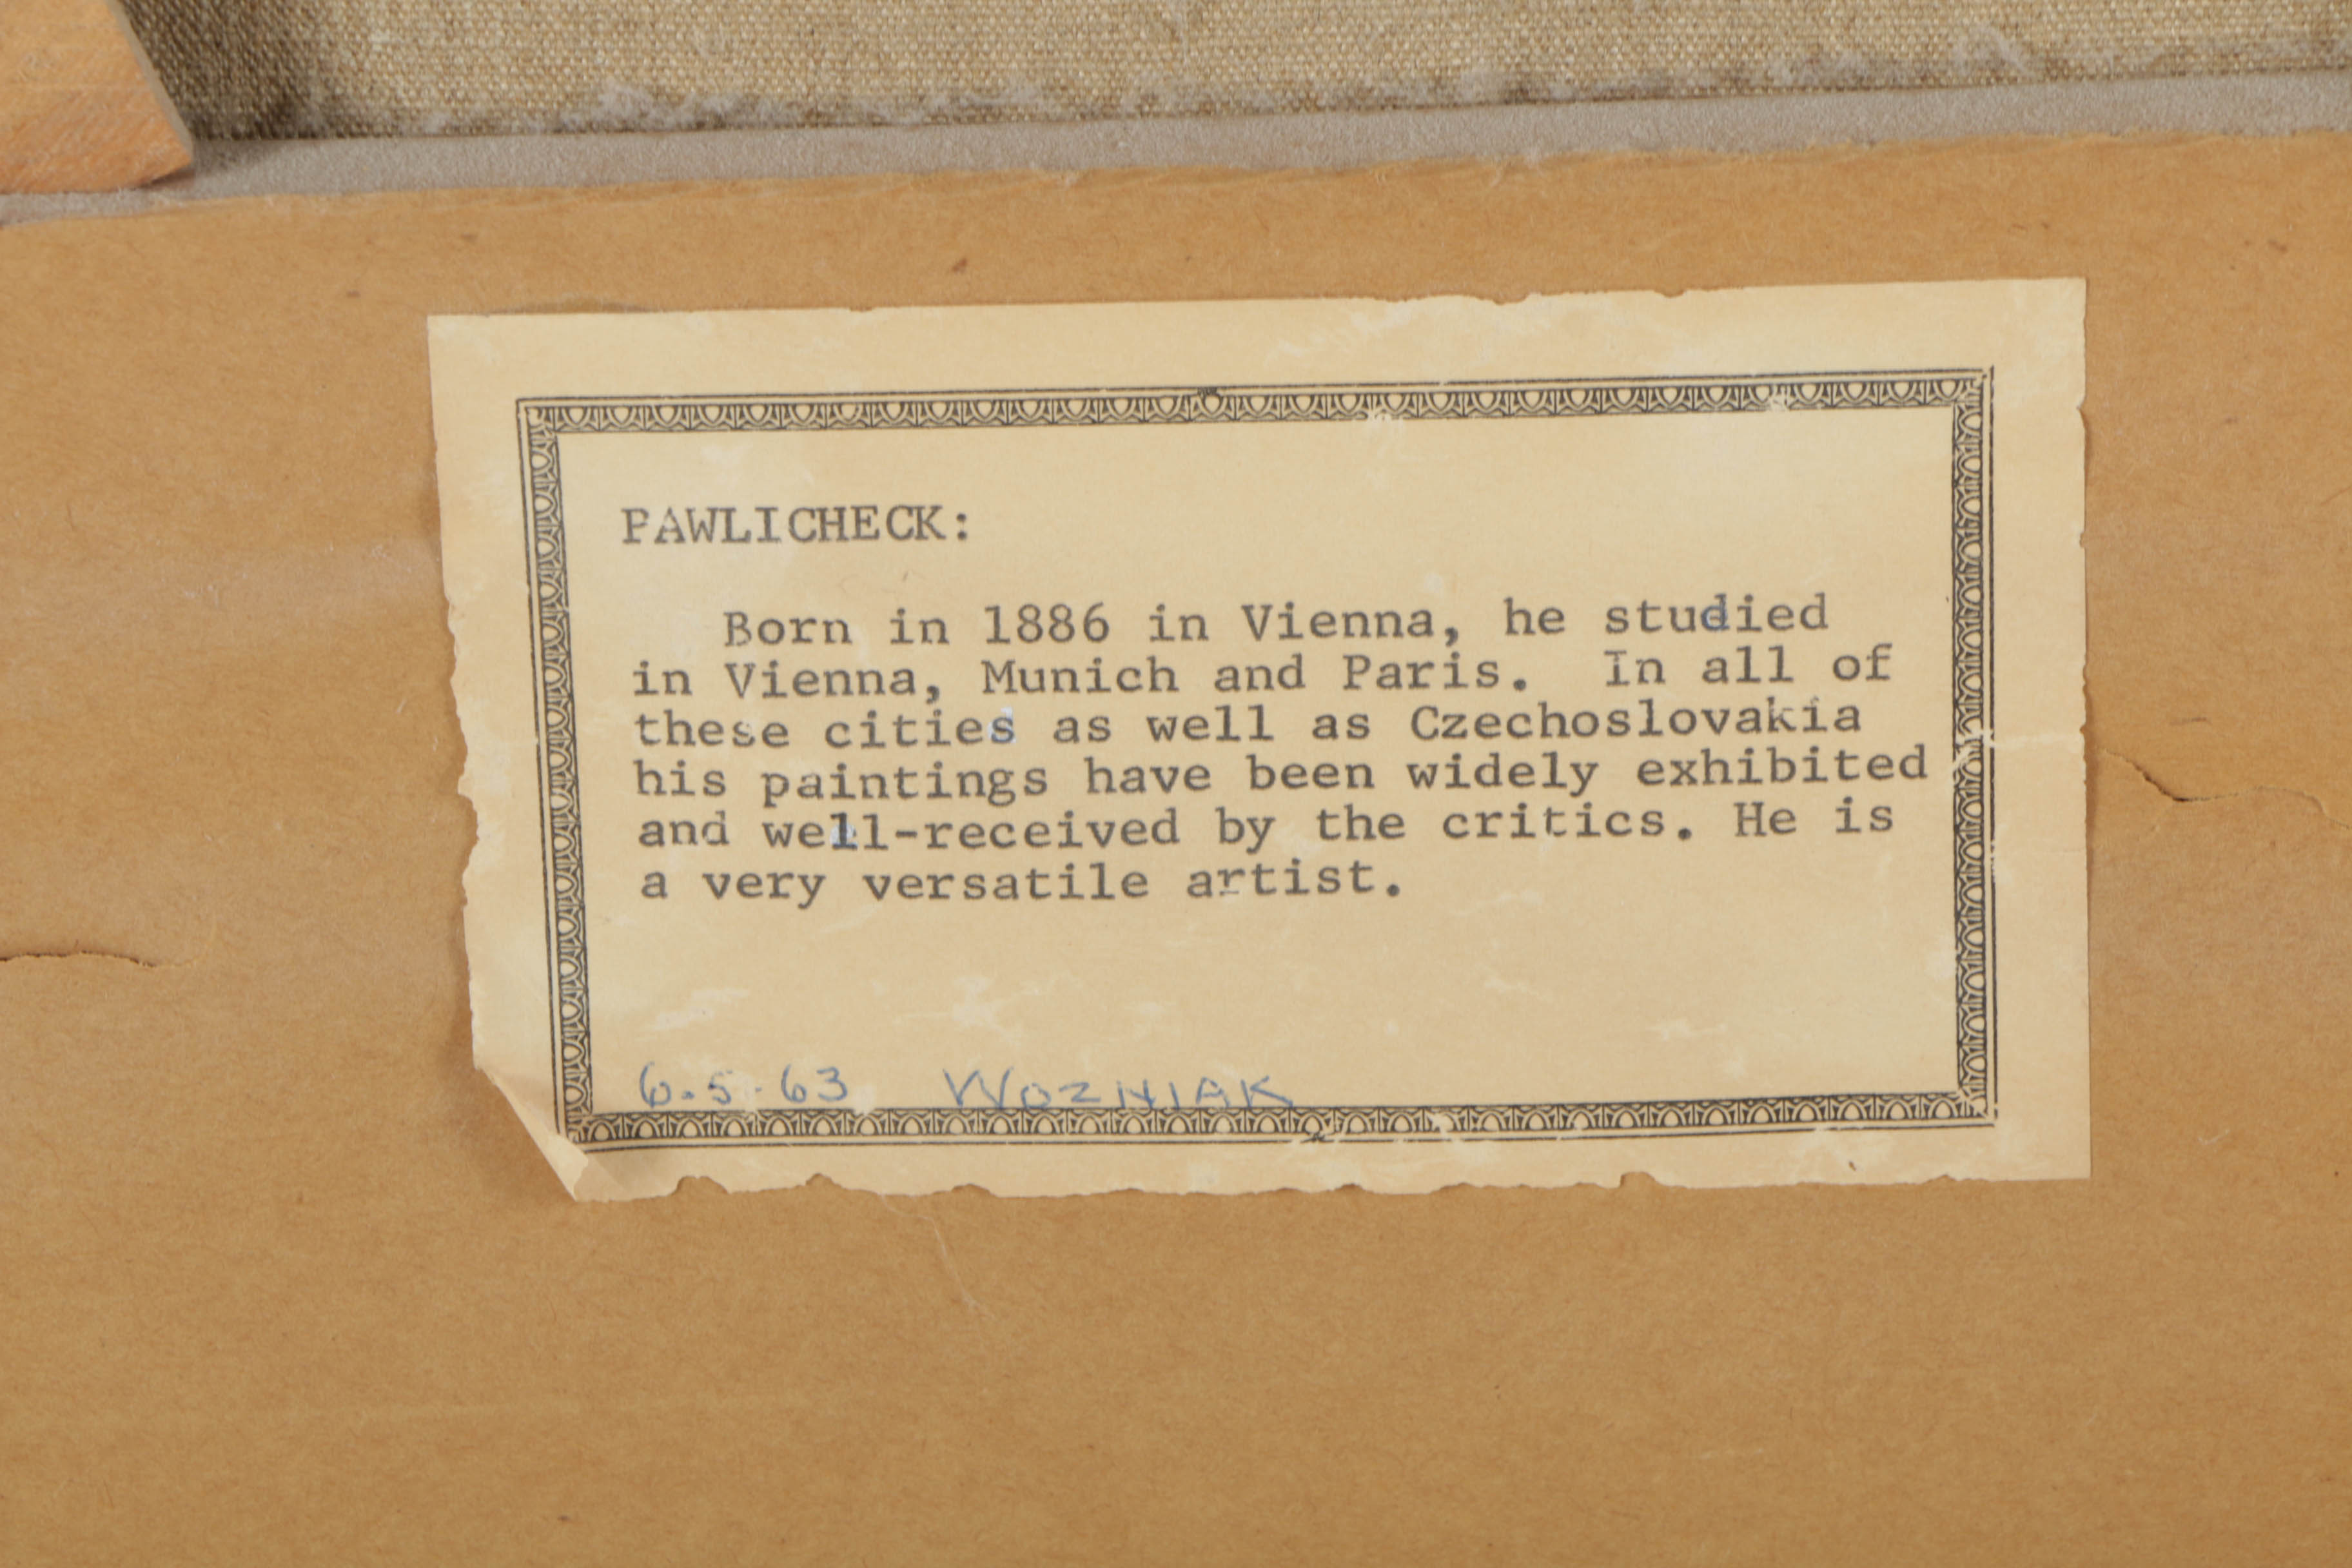 PAWLICHECK:
Born in 1886 in Vienna, he studied
in Vienna, Munich and Paris. In all of
these cities as well as Czechoslovakia
his paintings have been widely exhibited
and well-received by the critics. He is
a very versatile artist.
6.5.63 WOZNIAK